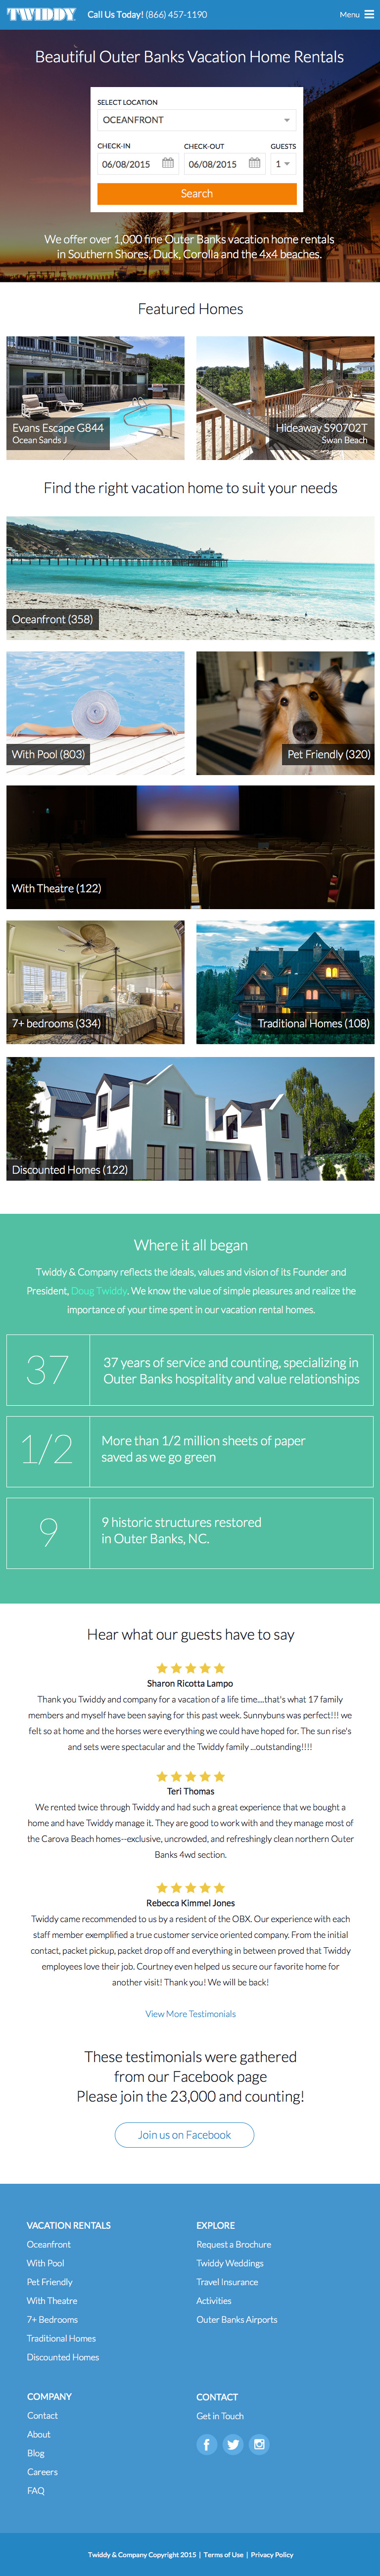 TWIDDY Call Us Today! (866) 457-1190 Menu
Beautiful Outer Banks Vacation Home Rentals
SELECT LOCATION
OCEANFRONT
CHECK-IN CHECK-OUT GUESTS
06/08/2015 06/08/2015 1
Search
We offer over 1,000 fine Outer Banks vacation home rentals
in Southern Shores, Duck, Corolla and the 4x4 beaches.
Featured Homes
Evans Escape G844
Ocean Sands J
Hideaway S90702T
Swan Beach
Find the right vacation home to suit your needs
Oceanfront (358)
With Pool (803)
Pet Friendly (320)
With Theatre (122)
7+ bedrooms (334)
Traditional Homes (108)
Discounted Homes (122)
Where it all began
Twiddy & Company reflects the ideals, values and vision of its Founder and
President, Doug Twiddy. We know the value of simple pleasures and realize the
importance of your time spent in our vacation rental homes.
37
37 years of service and counting, specializing in
Outer Banks hospitality and value relationships
1/2
More than 1/2 million sheets of paper
saved as we go green
9
9 historic structures restored
in Outer Banks, NC.
Hear what our guests have to say
Sharon Ricotta Lampo
Thank you Twiddy and company for a vacation of a life time....that's what 17 family
members and myself have been saying for this past week. Sunnybuns was perfect!!! we
felt so at home and the horses were everything we could have hoped for. The sun rise's
and sets were spectacular and the Twiddy family ...outstanding!!!!
Teri Thomas
We rented twice through Twiddy and had such a great experience that we bought a
home and have Twiddy manage it. They are good to work with and they manage most of
the Carova Beach homes--exclusive, uncrowded, and refreshingly clean northern Outer
Banks 4wd section.
Rebecca Kimmel Jones
Twiddy came recommended to us by a resident of the OBX. Our experience with each
staff member exemplified a true customer service oriented company. From the initial
contact, packet pickup, packet drop off and everything in between proved that Twiddy
employees love their job. Courtney even helped us secure our favorite home for
another visit! Thank you! We will be back!
View More Testimonials
These testimonials were gathered
from our Facebook page
Please join the 23,000 and counting!
Join us on Facebook
VACATION RENTALS
Oceanfront
With Pool
Pet Friendly
With Theatre
7+ Bedrooms
Traditional Homes
Discounted Homes
EXPLORE
Request a Brochure
Twiddy Weddings
Travel Insurance
Activities
Outer Banks Airports
COMPANY
Contact
About
Blog
Careers
FAQ
CONTACT
Get in Touch
Twiddy & Company Copyright 2015 | Terms of Use | Privacy Policy